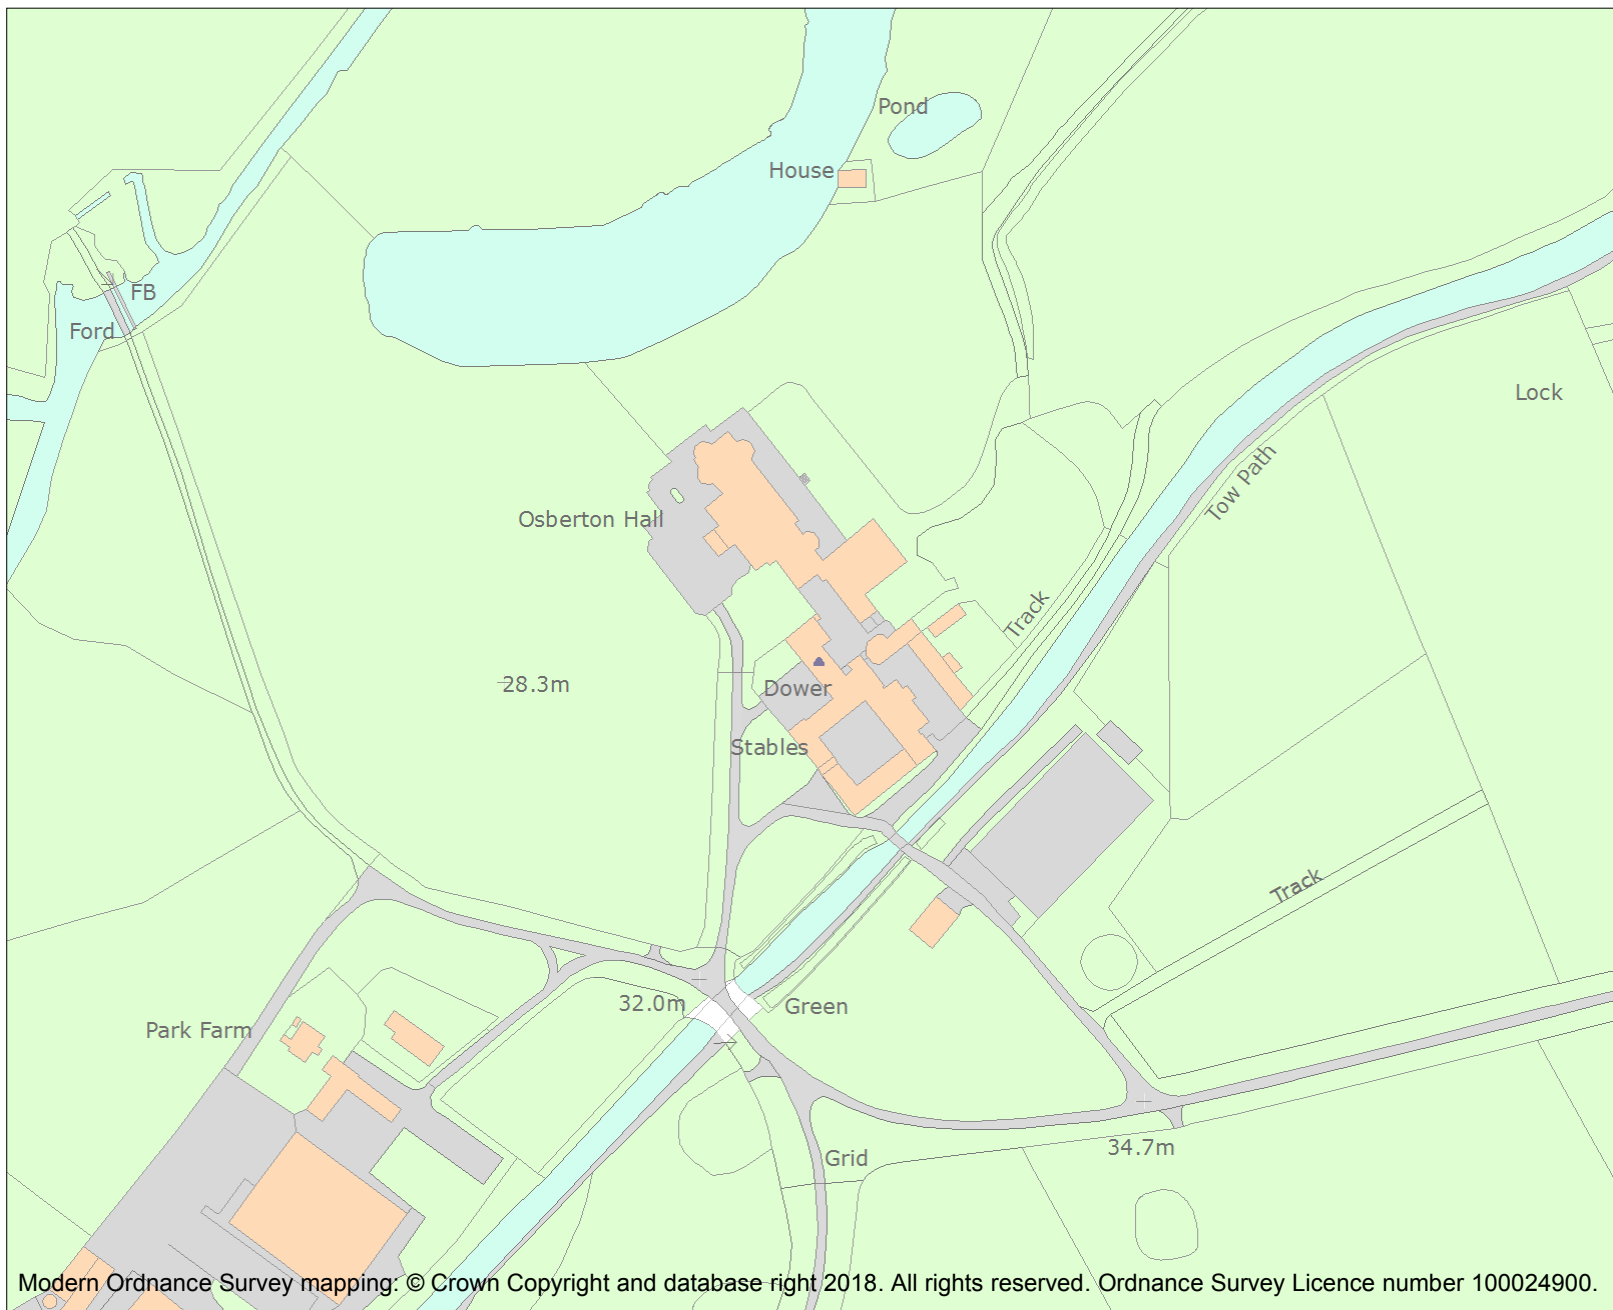 Pond
House
FB
Ford
Lock
Tow Path
Osberton Hall
Track
28.3m
Dower
Stables
Track
32.0m
Green
Park Farm
Grid
34.7m
Modern Ordnance Survey mapping: © Crown Copyright and database right 2018. All rights reserved. Ordnance Survey Licence number 100024900.